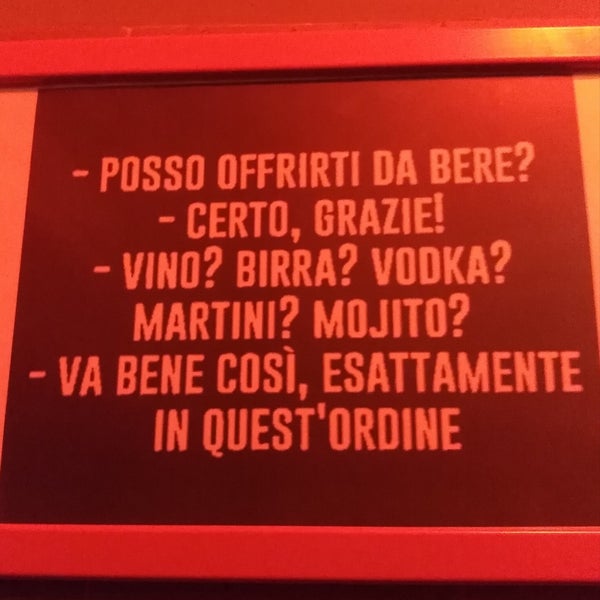 - POSSO OFFRIRTI DA BERE?
- CERTO, GRAZIE!
- VINO? BIRRA? VODKA?
MARTINI? MOJITO?
- VA BENE COSÌ, ESATTAMENTE
IN QUEST'ORDINE